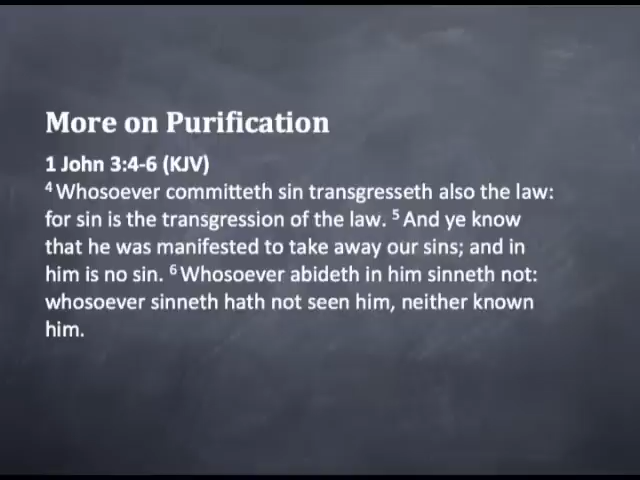 More on Purification
1 John 3:4-6 (KJV)
4 Whosoever committeth sin transgresseth also the law:
for sin is the transgression of the law. 5 And ye know
that he was manifested to take away our sins; and in
him is no sin. 6 Whosoever abideth in him sinneth not:
whosoever sinneth hath not seen him, neither known
him.